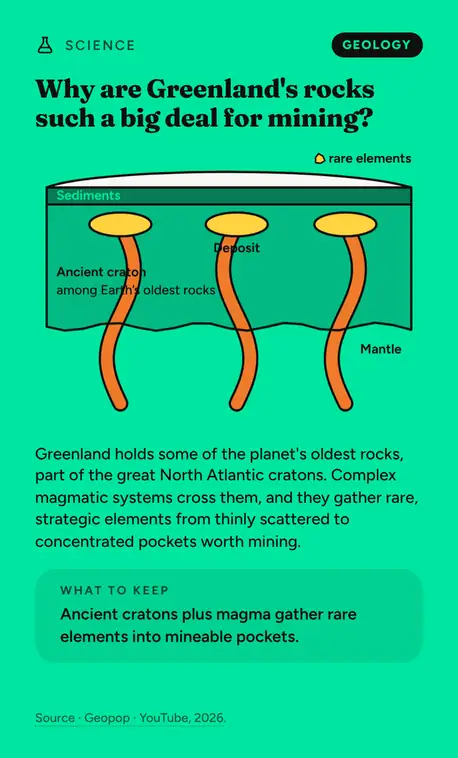 SCIENCE
GEOLOGY
Why are Greenland's rocks
such a big deal for mining?
rare elements
Sediments
Deposit
Ancient craton
among Earth's oldest rocks
Mantle
Greenland holds some of the planet's oldest rocks,
part of the great North Atlantic cratons. Complex
magmatic systems cross them, and they gather rare,
strategic elements from thinly scattered to
concentrated pockets worth mining.
WHAT TO KEEP
Ancient cratons plus magma gather rare
elements into mineable pockets.
Source · Geopop · YouTube, 2026.